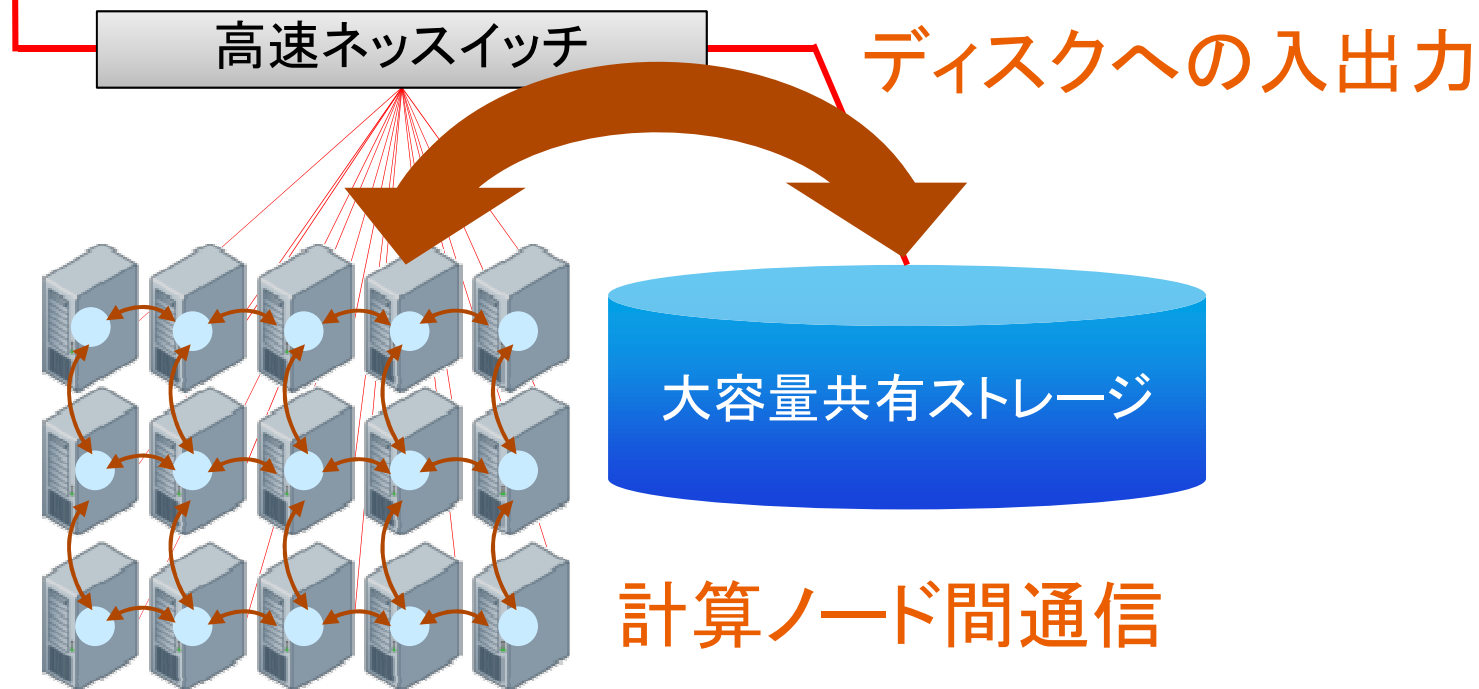 高速ネッスイッチ
ディスクへの入出力
大容量共有ストレージ
計算ノード間通信